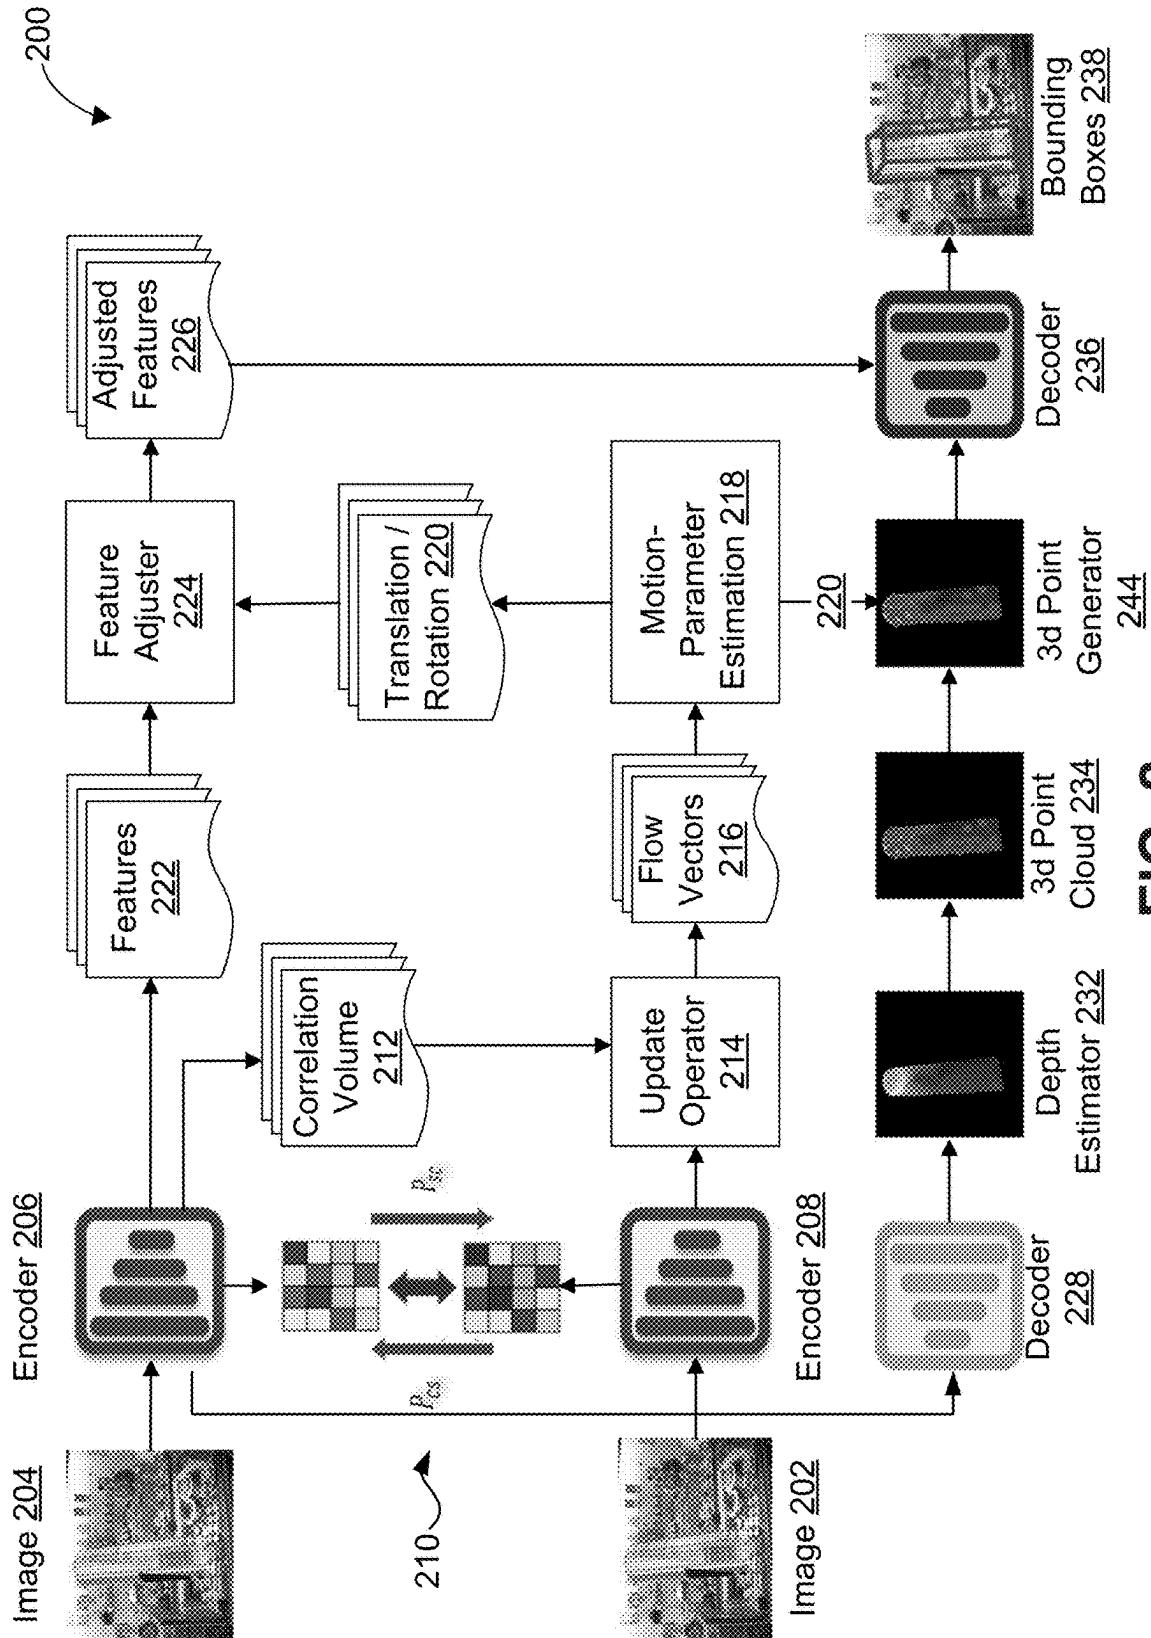 200
Image 204
Encoder 206
Features
222
Feature
Adjuster
224
Adjusted
Features
226
Correlation
Volume
212
Translation /
Rotation 220
210
Image 202
Encoder 208
Update
Operator
214
Flow
Vectors
216
Motion-
Parameter
Estimation 218
220
Decoder
228
Depth
Estimator 232
3d Point
Cloud 234
3d Point
Generator
244
Decoder
236
Bounding
Boxes 238